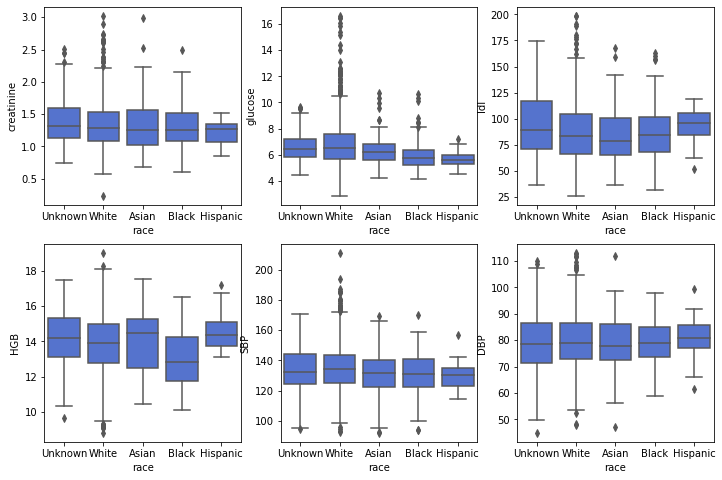 creatinine
3.0
2.5
2.0
1.5
1.0
0.5
Unknown White Asian Black Hispanic
race
glucose
16
14
12
10
8
6
4
Unknown White Asian Black Hispanic
race
ldl
200
175
150
125
100
75
50
25
Unknown White Asian Black Hispanic
race
HGB
18
16
14
12
10
Unknown White Asian Black Hispanic
race
SBP
200
180
160
140
120
100
Unknown White Asian Black Hispanic
race
DBP
110
100
90
80
70
60
50
Unknown White Asian Black Hispanic
race